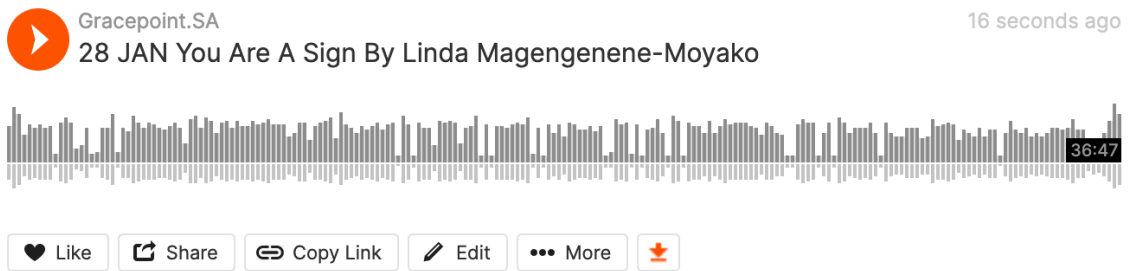 Gracepoint.SA 16 seconds ago
28 JAN You Are A Sign By Linda Magengenene-Moyako
36:47
Like Share Copy Link Edit More